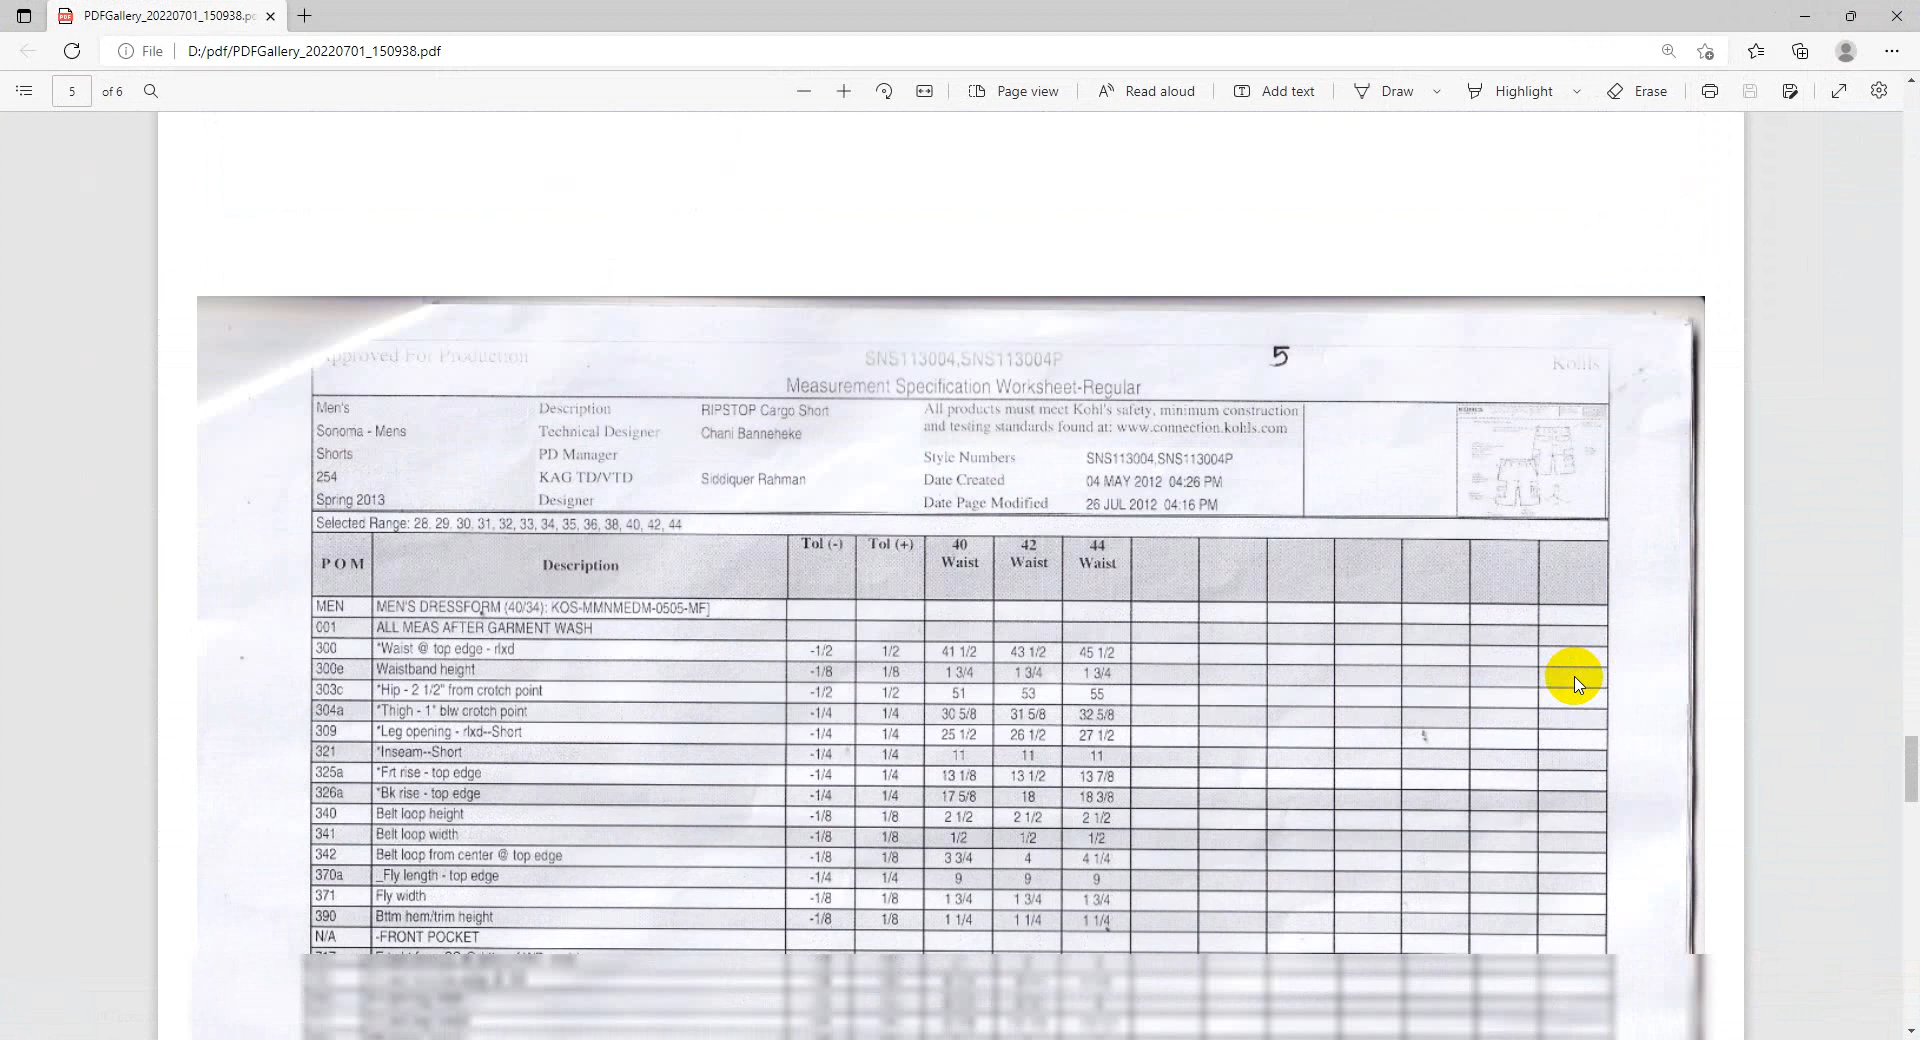 PDFGallery_20220701_150938.p
File D:/pdf/PDFGallery_20220701_150938.pdf
5 of 6 Page view Read aloud Add text Draw Highlight Erase
Approved For Production SNS113004,SNS113004P 5 Kohls
Measurement Specification Worksheet-Regular
Men's Description RIPSTOP Cargo Short All products must meet Kohl's safety, minimum construction
Sonoma - Mens Technical Designer Chani Banneheke and testing standards found at: www.connection.kohls.com
Shorts PD Manager Style Numbers SNS113004,SNS113004P
254 KAG TD/VTD Siddiquer Rahman Date Created 04 MAY 2012 04:26 PM
Spring 2013 Designer Date Page Modified 26 JUL 2012 04:16 PM
Selected Range: 28, 29, 30, 31, 32, 33, 34, 35, 36, 38, 40, 42, 44
P O M Description Tol (-) Tol (+) 40 Waist 42 Waist 44 Waist
MEN MEN'S DRESSFORM (40/34): KOS-MMNMEDM-0505-MF]
001 ALL MEAS AFTER GARMENT WASH
300 *Waist @ top edge - rlxd -1/2 1/2 41 1/2 43 1/2 45 1/2
300e Waistband height -1/8 1/8 1 3/4 1 3/4 1 3/4
303c *Hip - 2 1/2" from crotch point -1/2 1/2 51 53 55
304a *Thigh - 1" blw crotch point -1/4 1/4 30 5/8 31 5/8 32 5/8
309 *Leg opening - rlxd--Short -1/4 1/4 25 1/2 26 1/2 27 1/2
321 *Inseam--Short -1/4 1/4 11 11 11
325a *Frt rise - top edge -1/4 1/4 13 1/8 13 1/2 13 7/8
326a *Bk rise - top edge -1/4 1/4 17 5/8 18 18 3/8
340 Belt loop height -1/8 1/8 2 1/2 2 1/2 2 1/2
341 Belt loop width -1/8 1/8 1/2 1/2 1/2
342 Belt loop from center @ top edge -1/8 1/8 3 3/4 4 4 1/4
370a _Fly length - top edge -1/4 1/4 9 9 9
371 Fly width -1/8 1/8 1 3/4 1 3/4 1 3/4
390 Bttm hem/trim height -1/8 1/8 1 1/4 1 1/4 1 1/4
N/A -FRONT POCKET